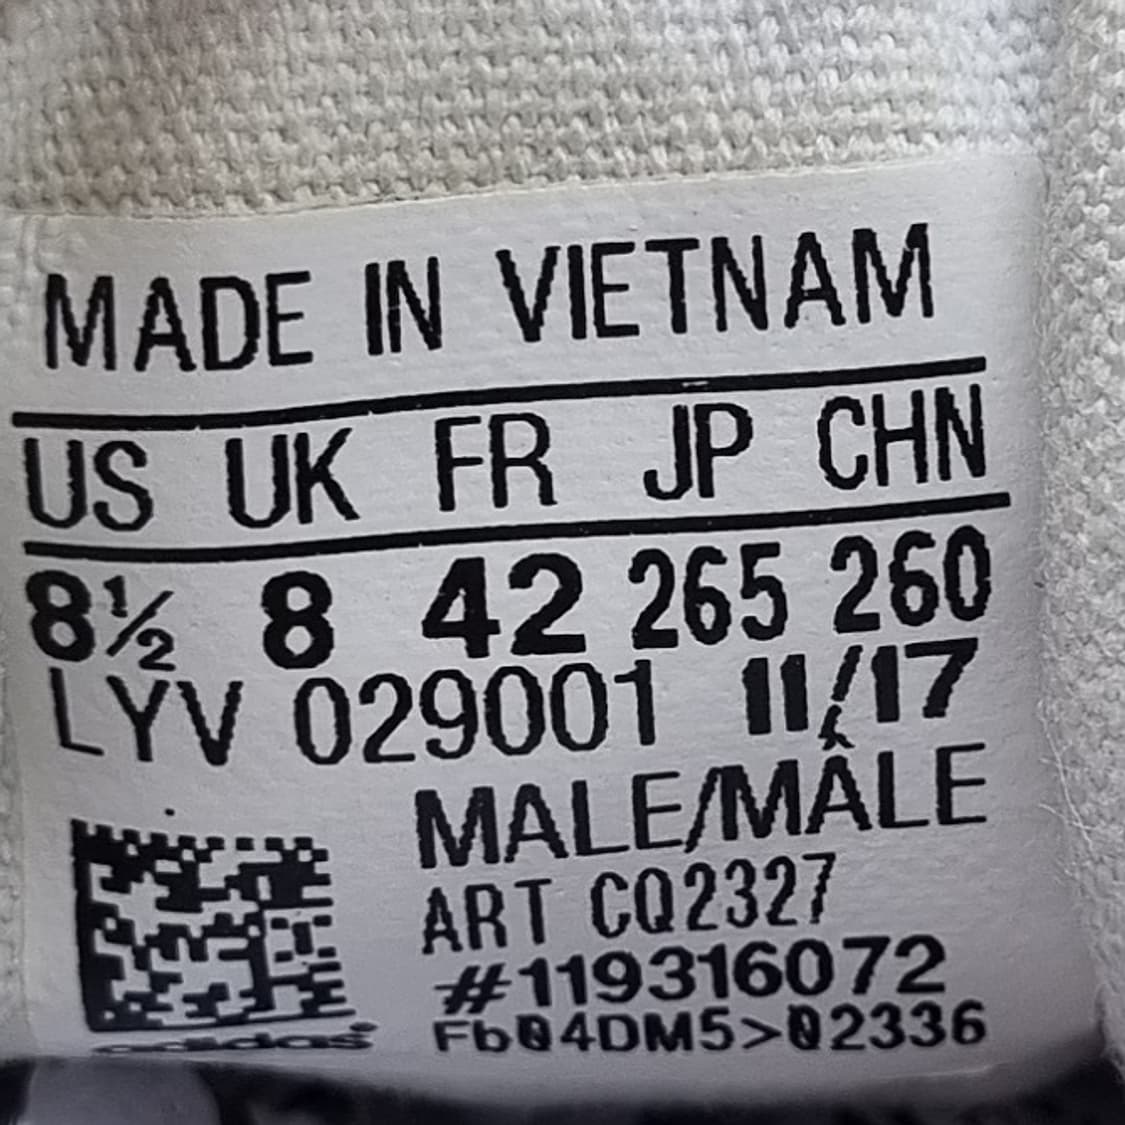 MADE IN VIETNAM
US UK FR JP CHN
8½ 8 42 265 260
LYV 029001 11/17
MALE/MÂLE
ART CQ2327
#119316072
Fb04DM5>02336
adidas